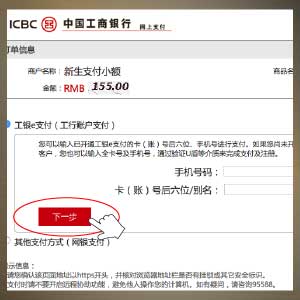 ICBC 中国工商银行 网上支付
订单信息
商户名称： 新生支付小额 商品名
金额： RMB 155.00
工银e支付（工行账户支付）
您可以输入已开通工银e支付的卡（账）号后六位、手机号进行支付。如果您尚未开
客户，您也可以输入全卡号及手机号，通过验证U盾等介质来完成支付及注册。
手机号码：
卡（账）号后六位/别名：
下一步
其他支付方式（网银支付）
示信息：
请您确认该页面地址以https开头，并核对浏览器地址栏是否有挂锁或其它安全标识。
支付时请不要开启远程协助功能，避免他人操作您的计算机。如有疑问，请咨询95588。